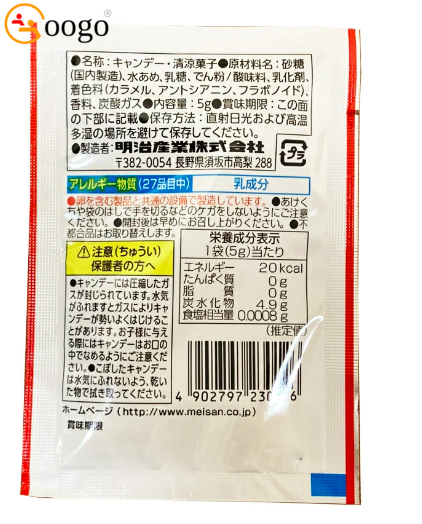 oogo
®
●名称：キャンデー・清涼菓子●原材料名：砂糖
(国内製造)、水あめ、乳糖、でん粉/酸味料、乳化剤、
着色料(カラメル、アントシアニン、フラボノイド)、
香料、炭酸ガス●内容量：5g●賞味期限：この面
の下部に記載●保存方法：直射日光および高温
多湿の場所を避けて保存してください。
●製造者：明治産業株式会社
〒382-0054 長野県須坂市高梨 288
プラ
アレルギー物質(27品目中) 乳成分
●卵を含む製品と共通の設備で製造しています。●あけく
ちや袋のはしで手を切るなどのケガをしないようにご注意
ください。●開封後は早めにお召し上がりください。●不
都合品はお取替えします。
注意(ちゅうい)
保護者の方へ
●キャンデーには圧縮したガ
スが封じられています。水気
がふれますとガスによりキャン
デーが勢いよくはじけるこ
とがあります。お子様に与え
る際にはキャンデーはお口の
中でなめるようにご注意くださ
い。●こぼしたキャンデー
は水気にふれないよう、乾い
た物で拭き取ってください。
栄養成分表示
1袋(5g)当たり
エネルギー 20kcal
たんぱく質 0g
脂質 0g
炭水化物 4.9g
食塩相当量 0.0008g
(推定値)
4 902797 230
ホームページ (http://www.meisan.co.jp)
賞味期限